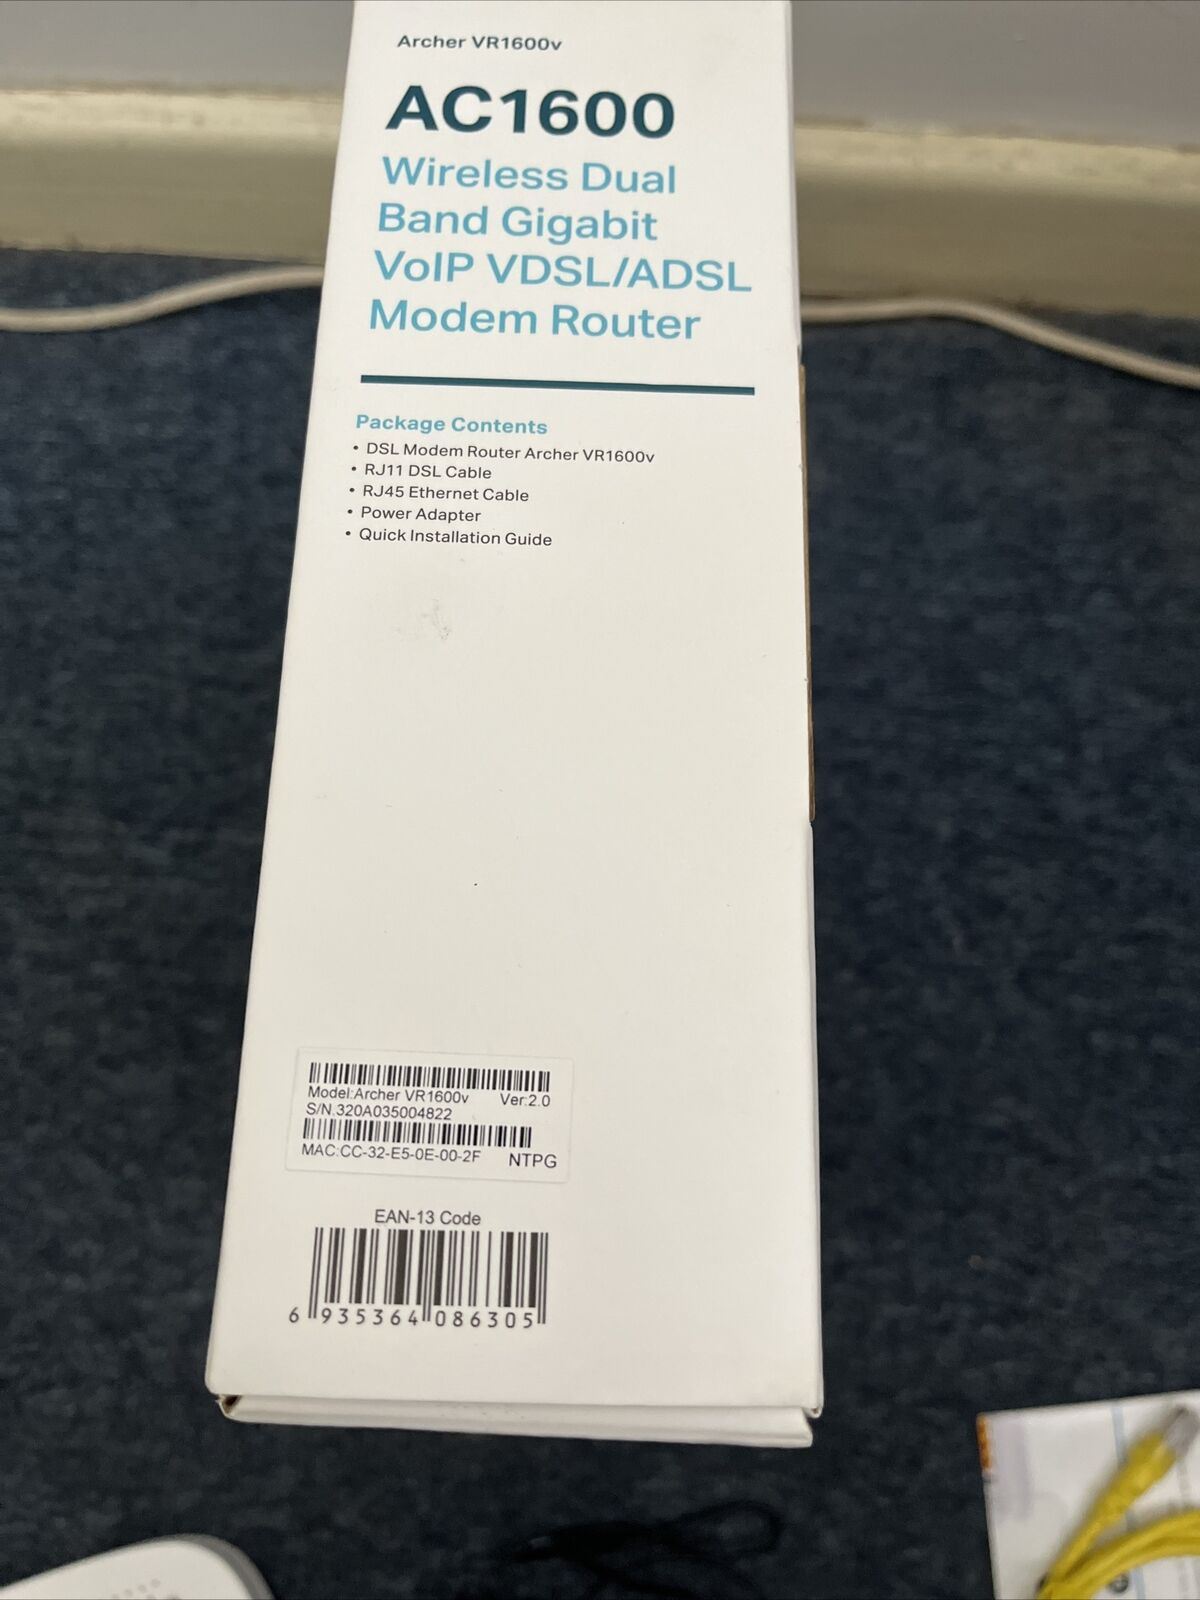 Archer VR1600v
AC1600
Wireless Dual
Band Gigabit
VoIP VDSL/ADSL
Modem Router
Package Contents
• DSL Modem Router Archer VR1600v
• RJ11 DSL Cable
• RJ45 Ethernet Cable
• Power Adapter
• Quick Installation Guide
Model:Archer VR1600v Ver:2.0
S/N.320A035004822
MAC:CC-32-E5-0E-00-2F NTPG
EAN-13 Code
6 935364 086305